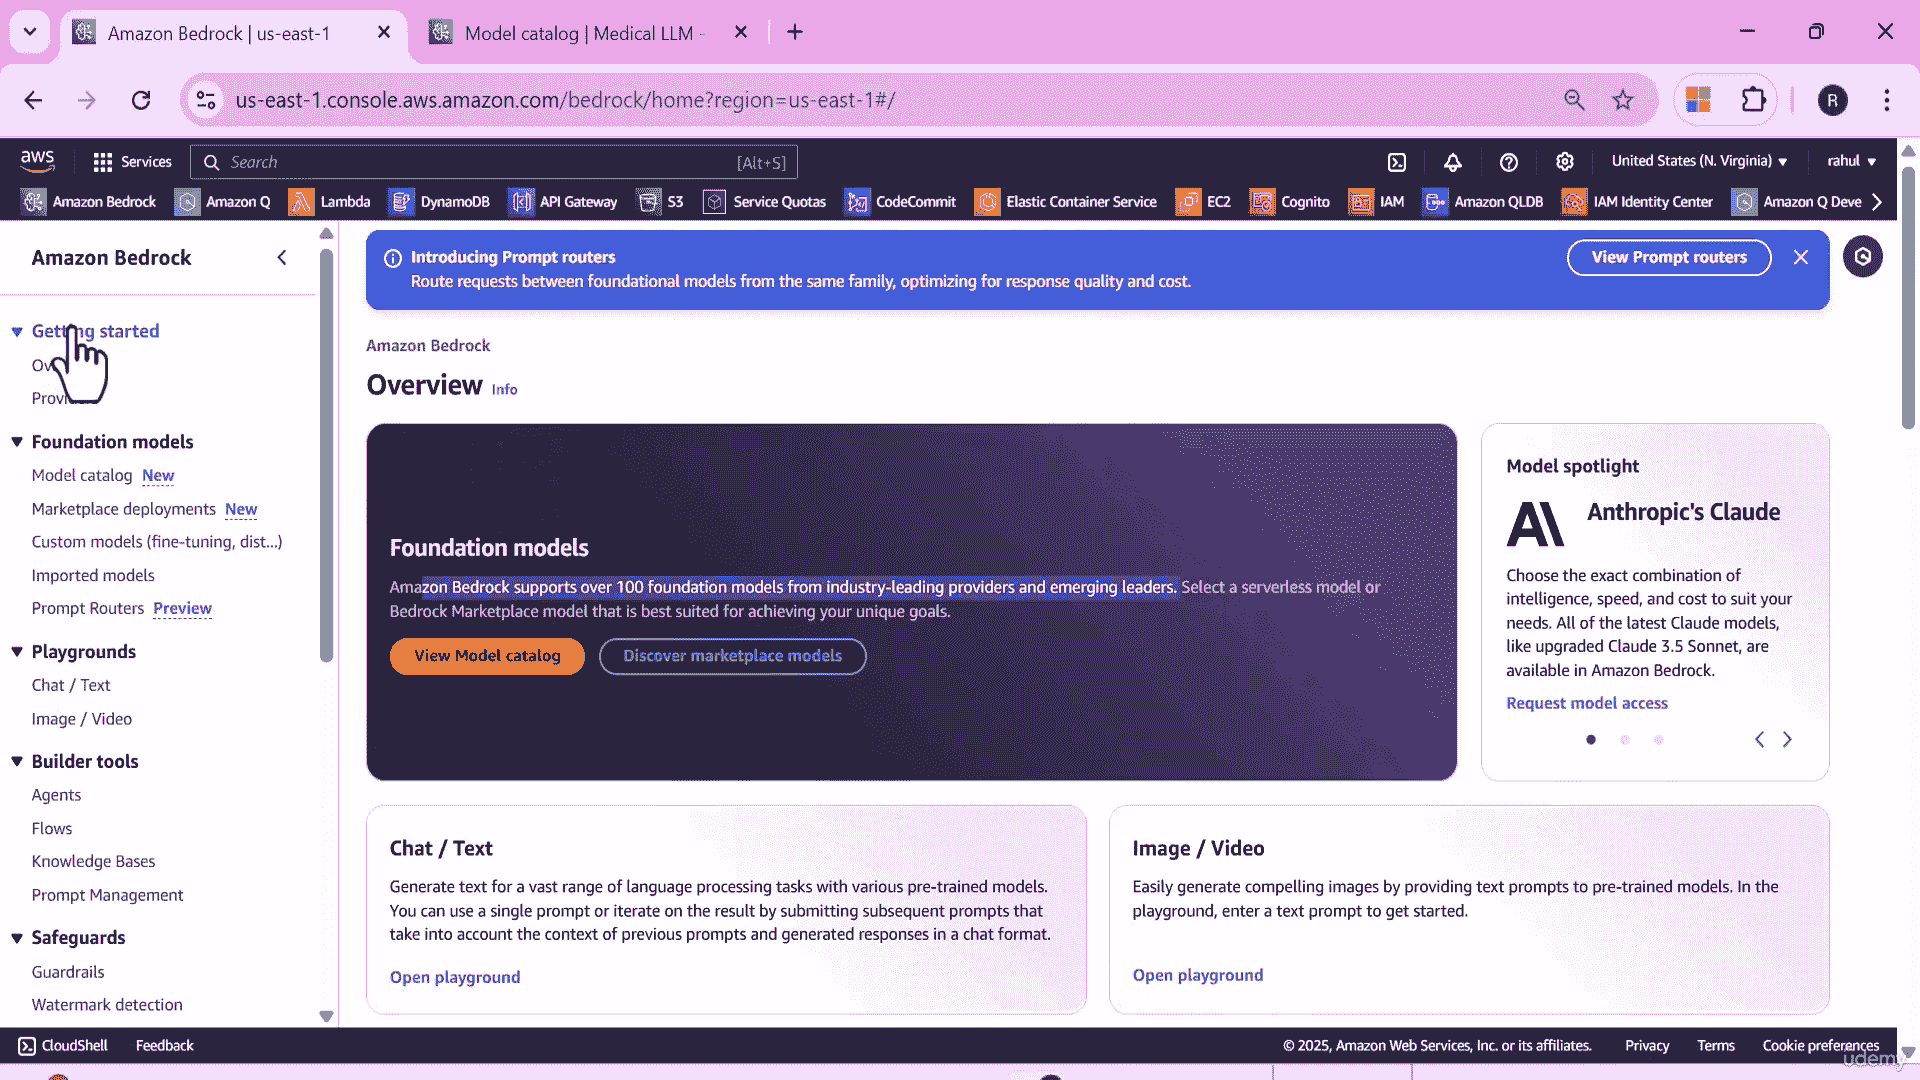 Amazon Bedrock | us-east-1
Model catalog | Medical LLM -
us-east-1.console.aws.amazon.com/bedrock/home?region=us-east-1#/
R
aws
Services
Search
[Alt+S]
United States (N. Virginia)
rahul
Amazon Bedrock
Amazon Q
Lambda
DynamoDB
API Gateway
S3
Service Quotas
CodeCommit
Elastic Container Service
EC2
Cognito
IAM
Amazon QLDB
IAM Identity Center
Amazon Q Deve
Amazon Bedrock
Getting started
Foundation models
Model catalog New
Marketplace deployments New
Custom models (fine-tuning, dist...)
Imported models
Prompt Routers Preview
Playgrounds
Chat / Text
Image / Video
Builder tools
Agents
Flows
Knowledge Bases
Prompt Management
Safeguards
Guardrails
Watermark detection
Introducing Prompt routers
Route requests between foundational models from the same family, optimizing for response quality and cost.
View Prompt routers
Amazon Bedrock
Overview Info
Foundation models
Amazon Bedrock supports over 100 foundation models from industry-leading providers and emerging leaders. Select a serverless model or
Bedrock Marketplace model that is best suited for achieving your unique goals.
View Model catalog
Discover marketplace models
Model spotlight
Anthropic's Claude
Choose the exact combination of
intelligence, speed, and cost to suit your
needs. All of the latest Claude models,
like upgraded Claude 3.5 Sonnet, are
available in Amazon Bedrock.
Request model access
Chat / Text
Generate text for a vast range of language processing tasks with various pre-trained models.
You can use a single prompt or iterate on the result by submitting subsequent prompts that
take into account the context of previous prompts and generated responses in a chat format.
Open playground
Image / Video
Easily generate compelling images by providing text prompts to pre-trained models. In the
playground, enter a text prompt to get started.
Open playground
CloudShell
Feedback
© 2025, Amazon Web Services, Inc. or its affiliates.
Privacy
Terms
Cookie preferences
udemy